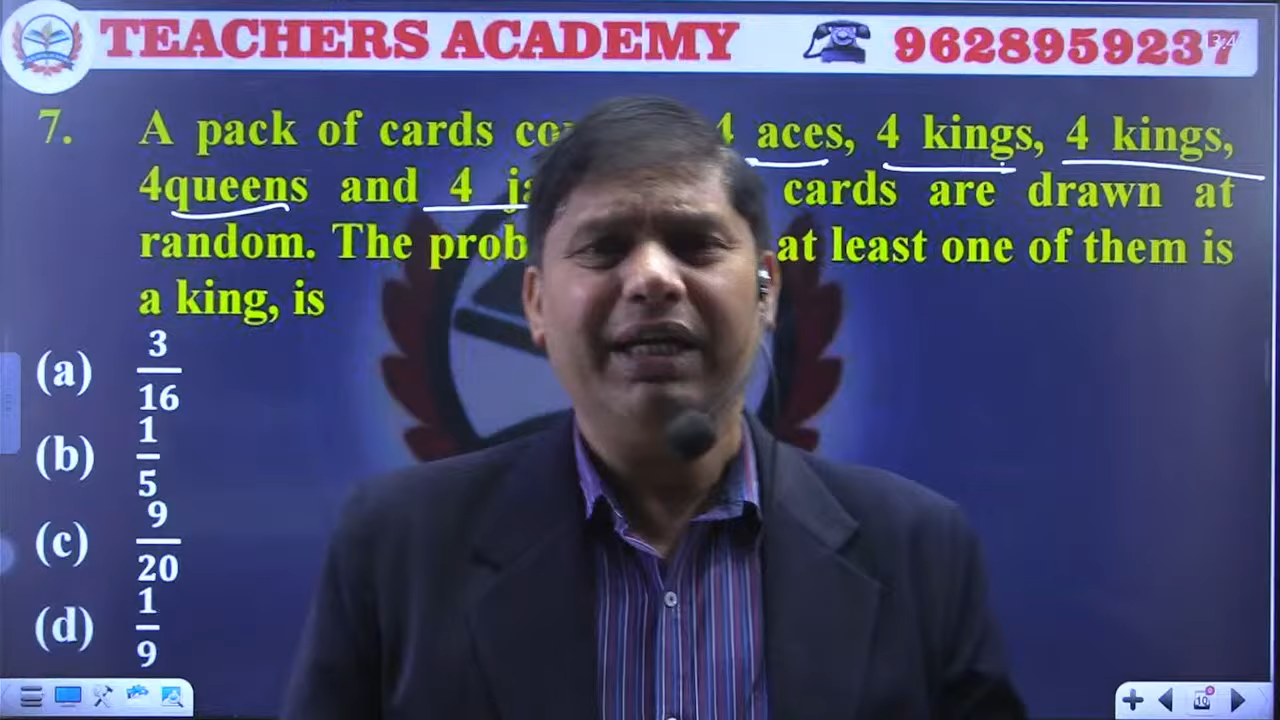 TEACHERS ACADEMY 9628959237
7. A pack of cards 4 aces, 4 kings, 4 kings,
4queens and 4 cards are drawn at
random. The at least one of them is
a king, is
(a) 3/16
(b) 1/5
(c) 9/20
(d) 1/9